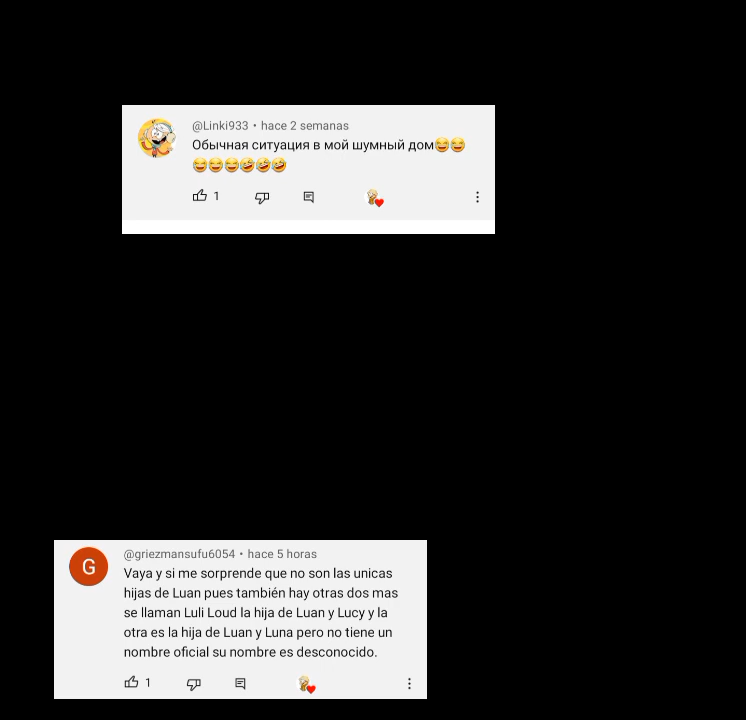 @Linki933 • hace 2 semanas
Обычная ситуация в мой шумный дом😂😂
😂😂😂🤣🤣🤣
1
G
@griezmansufu6054 • hace 5 horas
Vaya y si me sorprende que no son las unicas
hijas de Luan pues también hay otras dos mas
se llaman Luli Loud la hija de Luan y Lucy y la
otra es la hija de Luan y Luna pero no tiene un
nombre oficial su nombre es desconocido.
1